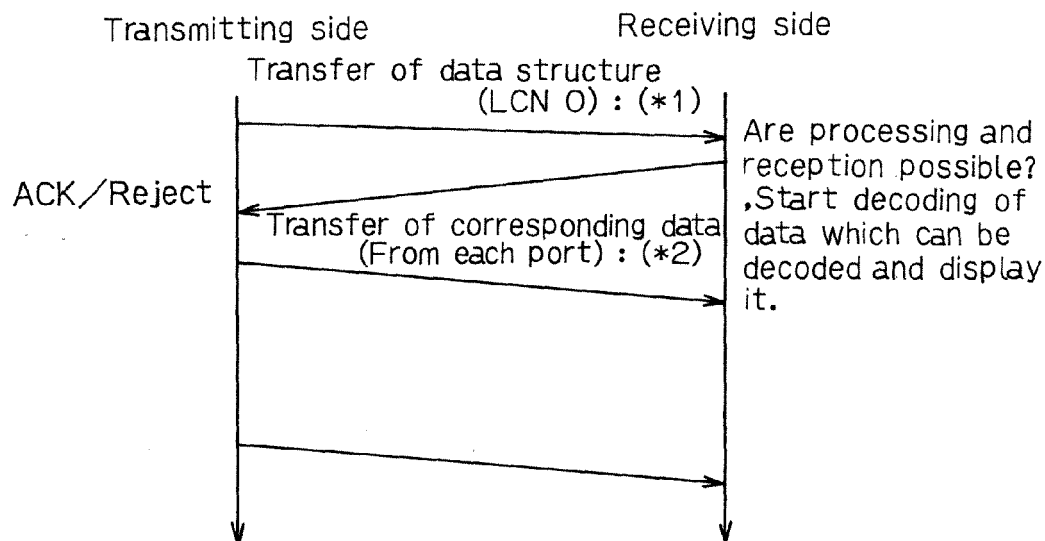 Transmitting side
Receiving side
Transfer of data structure
(LCN 0) : (*1)
Are processing and
reception possible?
,Start decoding of
data which can be
decoded and display
it.
ACK/Reject
Transfer of corresponding data
(From each port) : (*2)